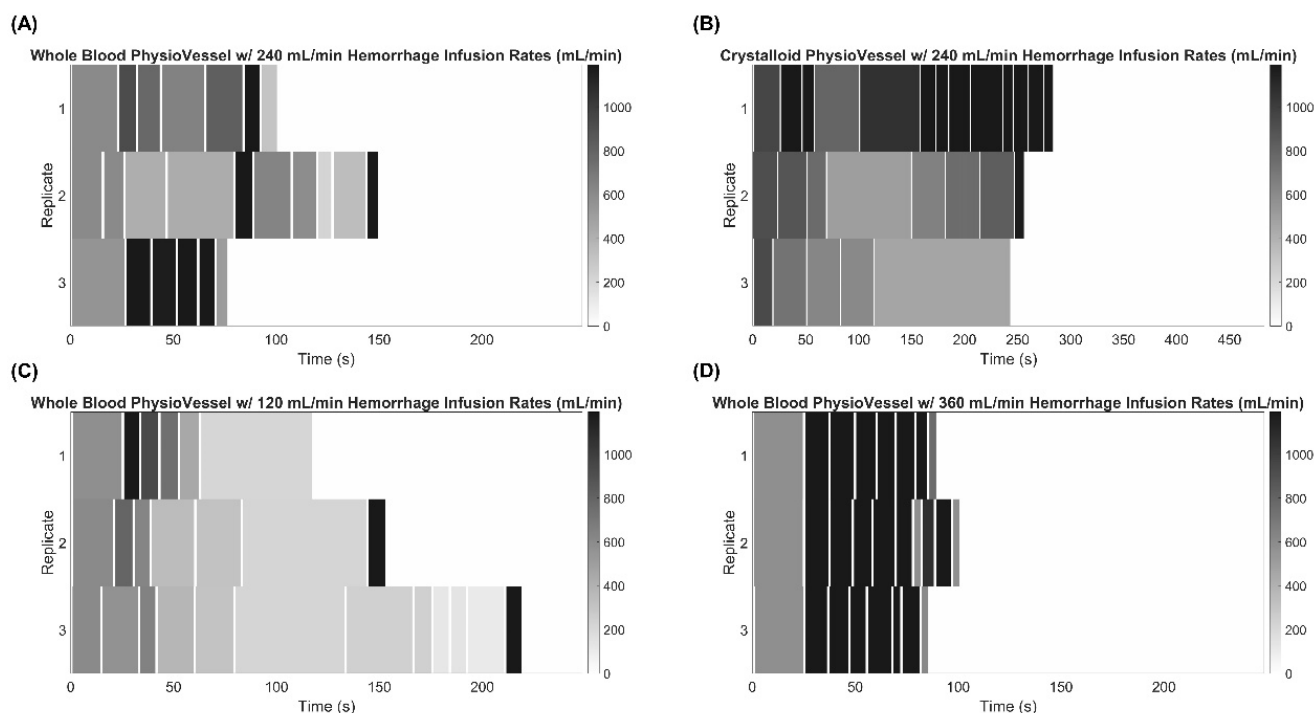 (A)
Whole Blood PhysioVessel w/ 240 mL/min Hemorrhage Infusion Rates (mL/min)
1000
800
600
400
200
0
1
2
3
Replicate
0 50 100 150 200
Time (s)
(B)
Crystalloid PhysioVessel w/ 240 mL/min Hemorrhage Infusion Rates (mL/min)
1000
800
600
400
200
0
1
2
3
Replicate
0 50 100 150 200 250 300 350 400 450
Time (s)
(C)
Whole Blood PhysioVessel w/ 120 mL/min Hemorrhage Infusion Rates (mL/min)
1000
800
600
400
200
0
1
2
3
Replicate
0 50 100 150 200
Time (s)
(D)
Whole Blood PhysioVessel w/ 360 mL/min Hemorrhage Infusion Rates (mL/min)
1000
800
600
400
200
0
1
2
3
Replicate
0 50 100 150 200
Time (s)